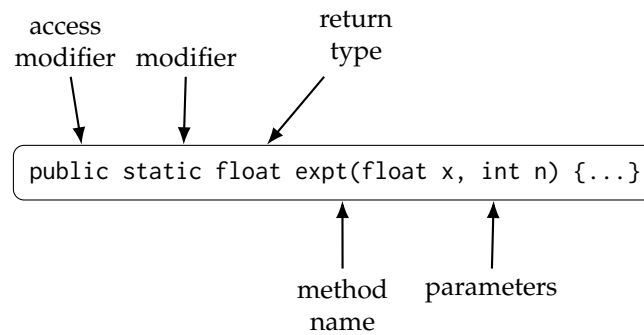 access
modifier
modifier
return
type
public static float expt(float x, int n) {...}
method
name
parameters